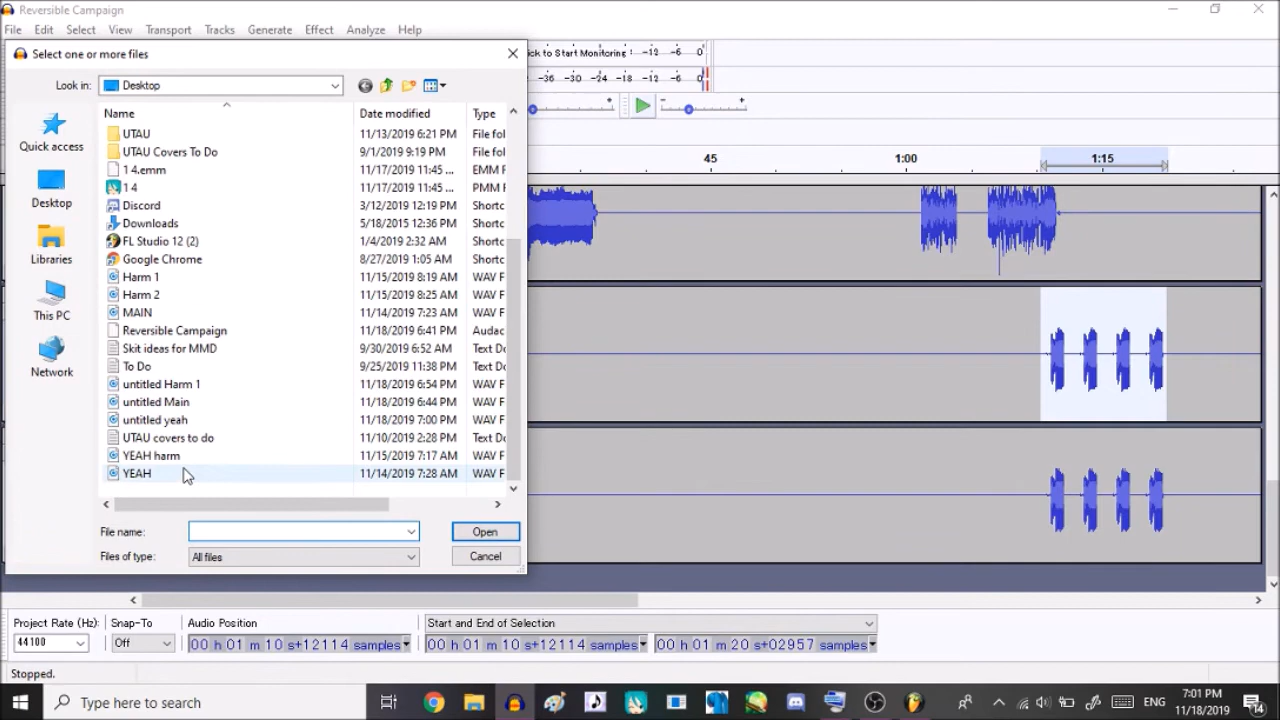 Reversible Campaign
File Edit Select View Transport Tracks Generate Effect Analyze Help
Select one or more files
ck to Start Monitoring -12 -6 0
Look in: Desktop
-36 -30 -24 -18 -12 -6 0
Name Date modified Type
Quick access
Desktop
Libraries
This PC
Network
UTAU 11/13/2019 6:21 PM File fol
UTAU Covers To Do 9/1/2019 9:19 PM File fol
1 4.emm 11/17/2019 11:45 ... EMM F
1 4 11/17/2019 11:45 ... PMM F
Discord 3/12/2019 12:19 PM Shortc
Downloads 5/18/2015 12:36 PM Shortc
FL Studio 12 (2) 1/4/2019 2:32 AM Shortc
Google Chrome 8/27/2019 1:05 AM Shortc
Harm 1 11/15/2019 8:19 AM WAV F
Harm 2 11/15/2019 8:25 AM WAV F
MAIN 11/14/2019 7:23 AM WAV F
Reversible Campaign 11/18/2019 6:41 PM Audac
Skit ideas for MMD 9/30/2019 6:52 AM Text Do
To Do 9/25/2019 11:38 PM Text Do
untitled Harm 1 11/18/2019 6:54 PM WAV F
untitled Main 11/18/2019 6:44 PM WAV F
untitled yeah 11/18/2019 7:00 PM WAV F
UTAU covers to do 11/10/2019 2:28 PM Text Do
YEAH harm 11/15/2019 7:17 AM WAV F
YEAH 11/14/2019 7:28 AM WAV F
File name: Open
Files of type: All files Cancel
45 1:00 1:15
Project Rate (Hz): Snap-To Audio Position Start and End of Selection
44100 Off 00 h 01 m 10 s+12114 samples 00 h 01 m 10 s+12114 samples 00 h 01 m 20 s+02957 samples
Stopped.
Type here to search
ENG
7:01 PM
11/18/2019
14